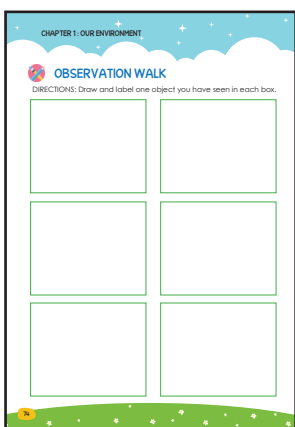 CHAPTER 1: OUR ENVIRONMENT
OBSERVATION WALK
DIRECTIONS: Draw and label one object you have seen in each box.
74